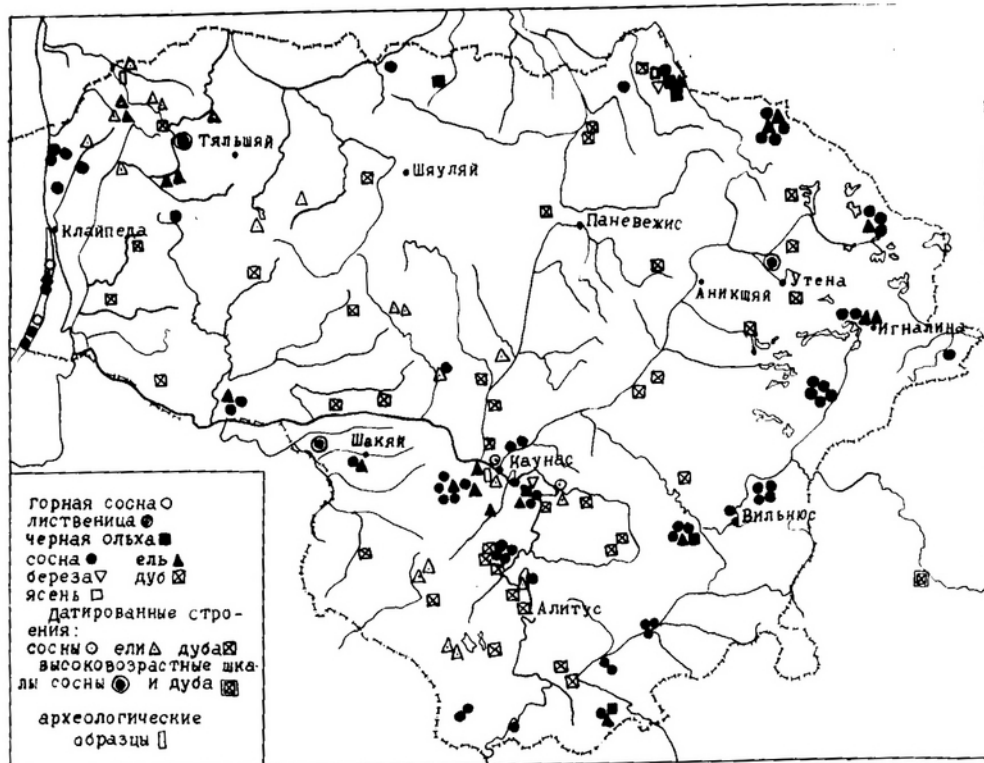 Тяльшяй
Шяуляй
Клайпеда
Паневежис
Аникщяй
Утена
Игналина
Шакяй
Каунас
Вильнюс
Алитус
горная сосна
лиственица
черная ольха
сосна ель
береза дуб
ясень
датированные стро-
ения:
сосны ели дуба
высоковозрастные шка-
лы сосны и дуба
археологические
образцы